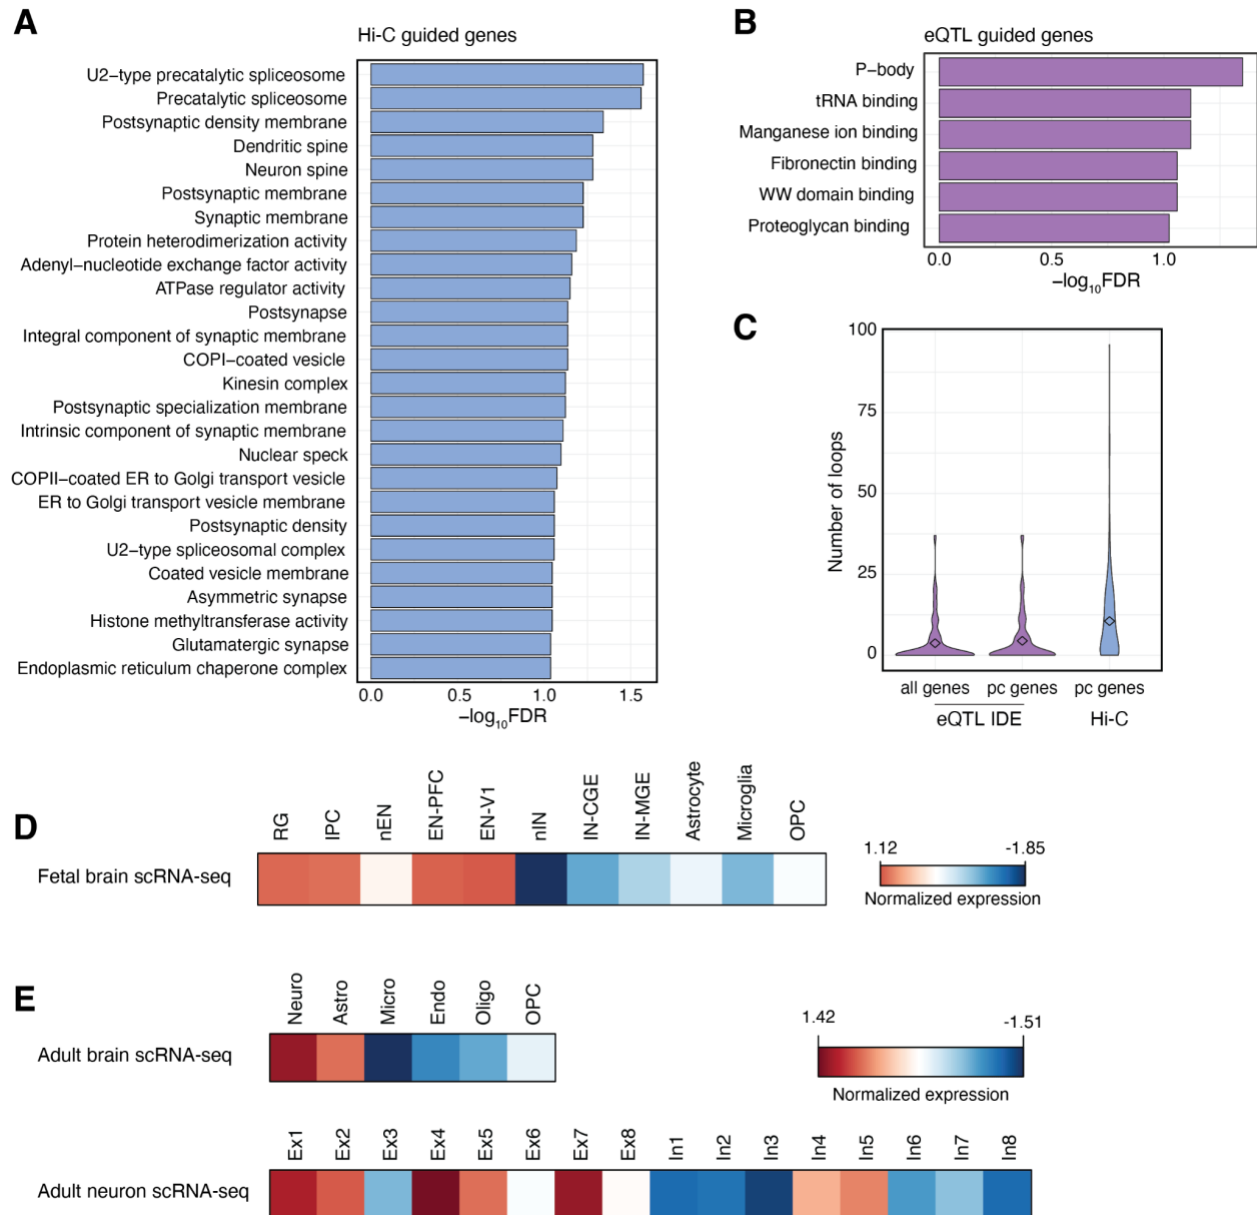 A
Hi-C guided genes
U2-type precatalytic spliceosome
Precatalytic spliceosome
Postsynaptic density membrane
Dendritic spine
Neuron spine
Postsynaptic membrane
Synaptic membrane
Protein heterodimerization activity
Adenyl-nucleotide exchange factor activity
ATPase regulator activity
Postsynapse
Integral component of synaptic membrane
COPI-coated vesicle
Kinesin complex
Postsynaptic specialization membrane
Intrinsic component of synaptic membrane
Nuclear speck
COPII-coated ER to Golgi transport vesicle
ER to Golgi transport vesicle membrane
Postsynaptic density
U2-type spliceosomal complex
Coated vesicle membrane
Asymmetric synapse
Histone methyltransferase activity
Glutamatergic synapse
Endoplasmic reticulum chaperone complex
0.0 0.5 1.0 1.5
-log10FDR
B
eQTL guided genes
P-body
tRNA binding
Manganese ion binding
Fibronectin binding
WW domain binding
Proteoglycan binding
0.0 0.5 1.0
-log10FDR
C
Number of loops
100
75
50
25
0
all genes pc genes pc genes
eQTL IDE Hi-C
D
RG IPC nEN EN-PFC EN-V1 nIN IN-CGE IN-MGE Astrocyte Microglia OPC
Fetal brain scRNA-seq
1.12 -1.85
Normalized expression
E
Neuro Astro Micro Endo Oligo OPC
Adult brain scRNA-seq
1.42 -1.51
Normalized expression
Ex1 Ex2 Ex3 Ex4 Ex5 Ex6 Ex7 Ex8 In1 In2 In3 In4 In5 In6 In7 In8
Adult neuron scRNA-seq